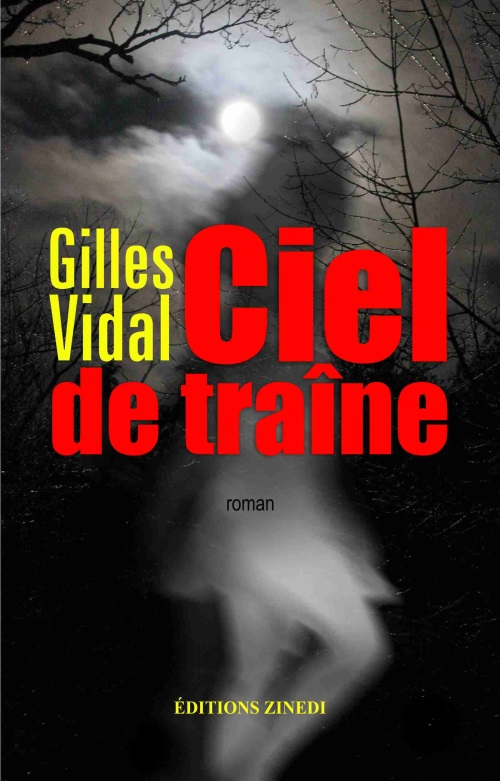 Gilles
Vidal
Ciel
de traîne
roman
ÉDITIONS ZINEDI